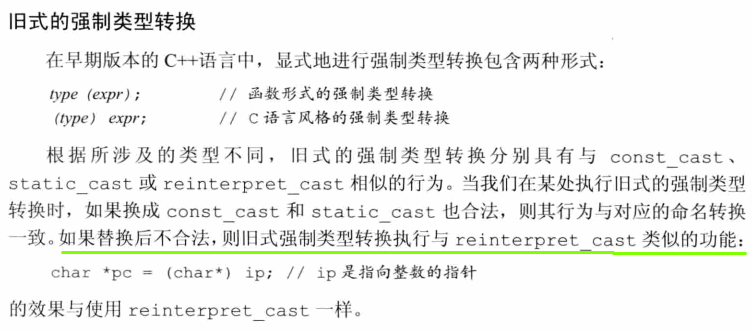 旧式的强制类型转换
在早期版本的 C++语言中，显式地进行强制类型转换包含两种形式：
type (expr); // 函数形式的强制类型转换
(type) expr; // C 语言风格的强制类型转换
根据所涉及的类型不同，旧式的强制类型转换分别具有与 const_cast、
static_cast 或 reinterpret_cast 相似的行为。当我们在某处执行旧式的强制类型
转换时，如果换成 const_cast 和 static_cast 也合法，则其行为与对应的命名转换
一致。如果替换后不合法，则旧式强制类型转换执行与 reinterpret_cast 类似的功能：
char *pc = (char*) ip; // ip 是指向整数的指针
的效果与使用 reinterpret_cast 一样。